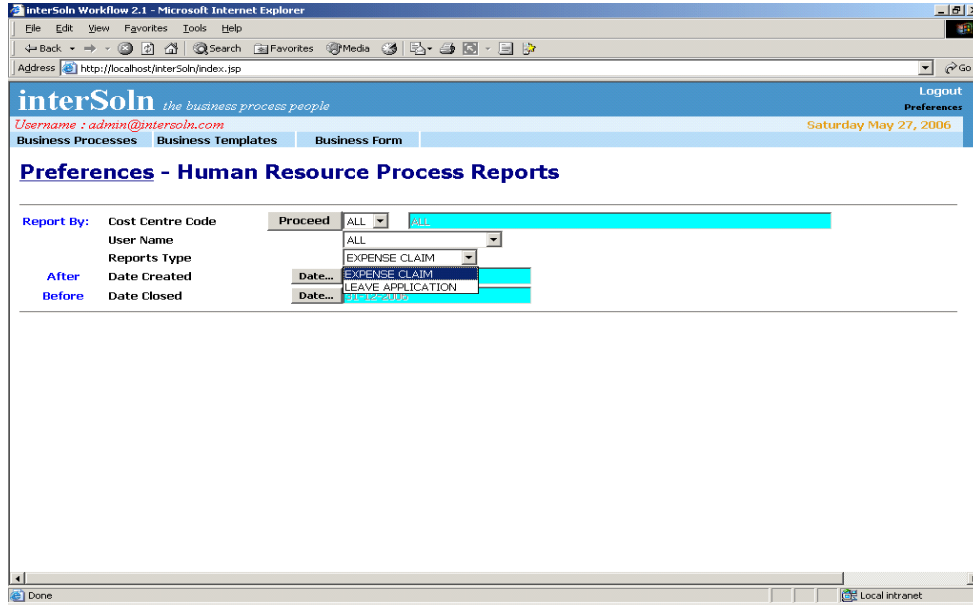 interSoln Workflow 2.1 - Microsoft Internet Explorer
File Edit View Favorites Tools Help
Back Search Favorites Media
Address http://localhost/interSoln/index.jsp Go
interSoln the business process people Logout
Preferences
Username : admin@intersoln.com Saturday May 27, 2006
Business Processes Business Templates Business Form
Preferences - Human Resource Process Reports
Report By: Cost Centre Code Proceed ALL ALL
User Name ALL
Reports Type EXPENSE CLAIM
After Date Created Date... EXPENSE CLAIM
LEAVE APPLICATION
Before Date Closed Date... 31-12-2006
Done Local intranet